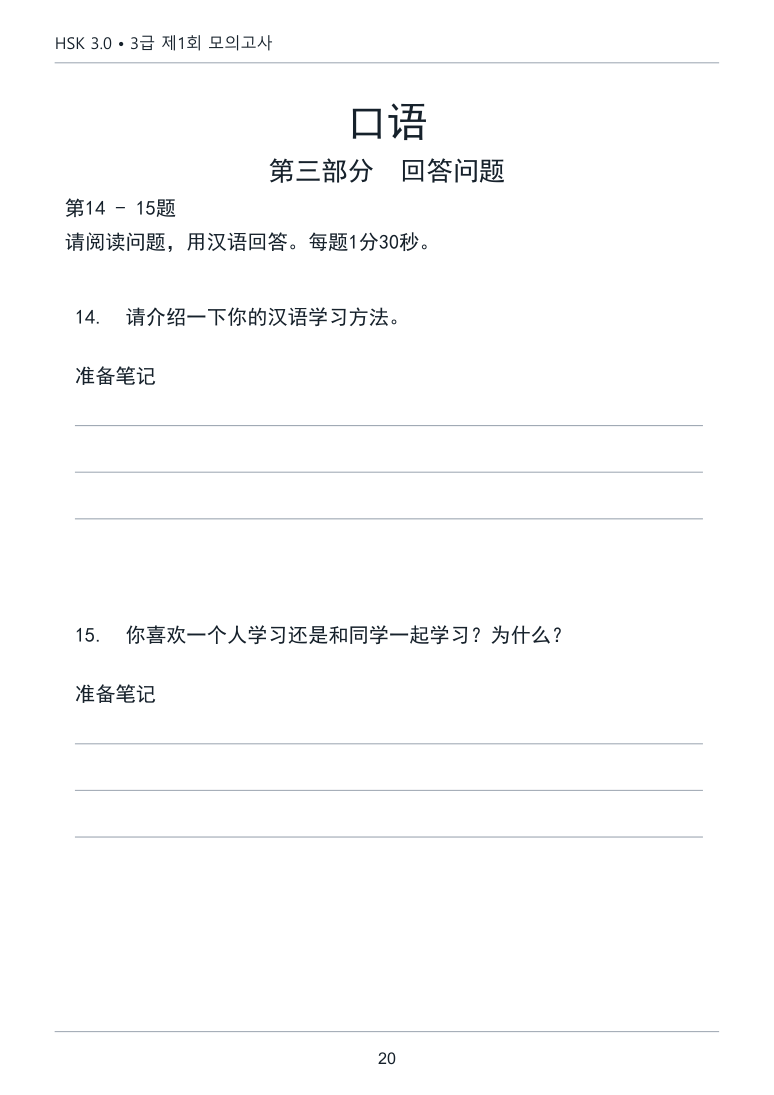 HSK 3.0 • 3급 제1회 모의고사
口语
第三部分 回答问题
第14 - 15题
请阅读问题，用汉语回答。每题1分30秒。
14. 请介绍一下你的汉语学习方法。
准备笔记
15. 你喜欢一个人学习还是和同学一起学习？为什么？
准备笔记
20